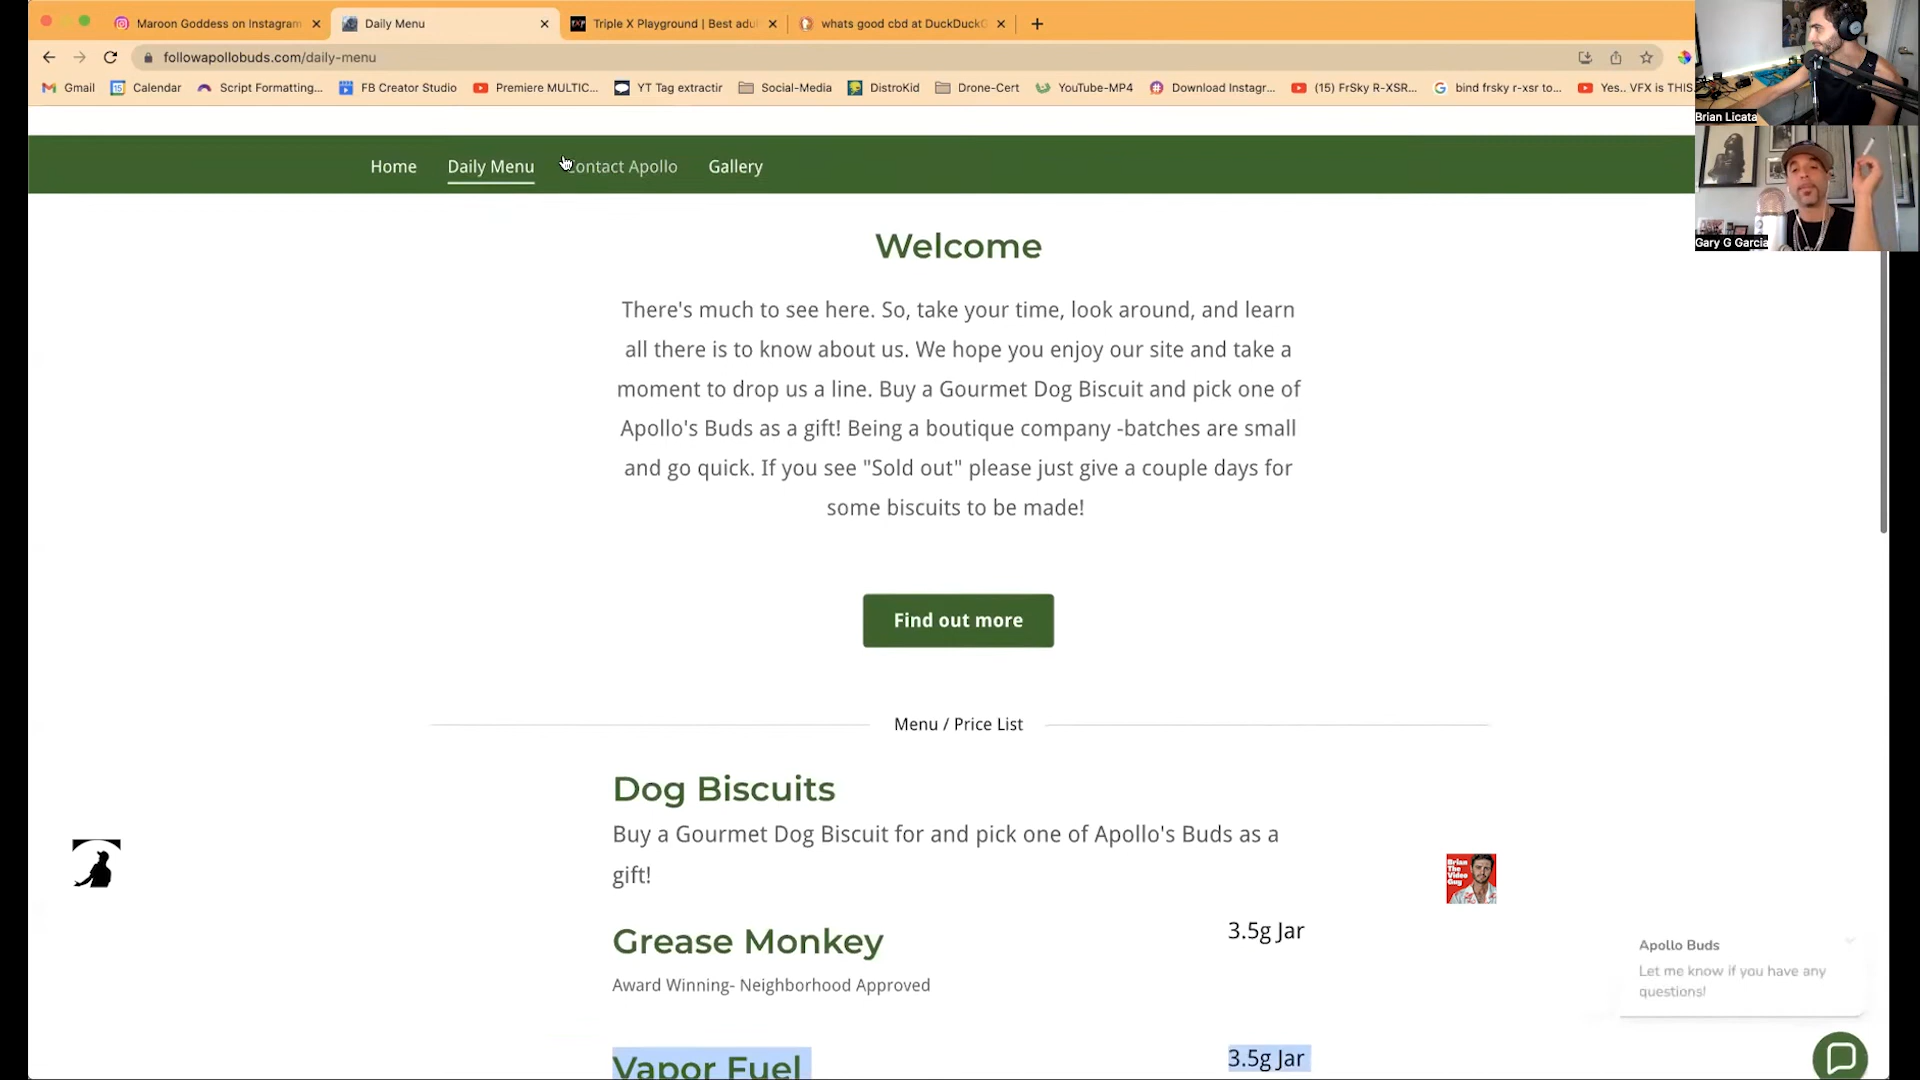 Maroon Goddess on Instagram
Daily Menu
Triple X Playground | Best adu
whats good cbd at DuckDuckG
followapollobuds.com/daily-menu
Gmail
Calendar
Script Formatting...
FB Creator Studio
Premiere MULTIC...
YT Tag extractir
Social-Media
DistroKid
Drone-Cert
YouTube-MP4
Download Instagr...
(15) FrSky R-XSR...
bind frsky r-xsr to...
Yes.. VFX is THIS
Brian Licata
Gary G Garcia
Home
Daily Menu
Contact Apollo
Gallery
Welcome
There's much to see here. So, take your time, look around, and learn
all there is to know about us. We hope you enjoy our site and take a
moment to drop us a line. Buy a Gourmet Dog Biscuit and pick one of
Apollo's Buds as a gift! Being a boutique company -batches are small
and go quick. If you see "Sold out" please just give a couple days for
some biscuits to be made!
Find out more
Menu / Price List
Dog Biscuits
Buy a Gourmet Dog Biscuit for and pick one of Apollo's Buds as a
gift!
Brian
The
Video
Guy
Grease Monkey
3.5g Jar
Award Winning- Neighborhood Approved
Apollo Buds
Let me know if you have any
questions!
Vapor Fuel
3.5g Jar